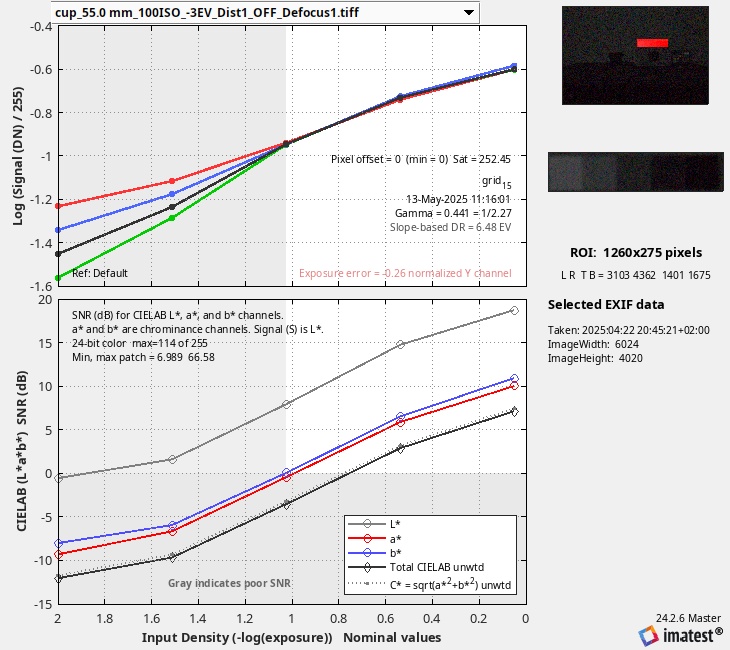 cup_55.0 mm_100ISO_-3EV_Dist1_OFF_Defocus1.tiff
-0.4
-0.6
-0.8
-1
-1.2
-1.4
-1.6
Log (Signal (DN) / 255)
Pixel offset = 0 (min = 0) Sat = 252.45
grid15
13-May-2025 11:16:01
Gamma = 0.441 = 1/2.27
Slope-based DR = 6.48 EV
Ref: Default
Exposure error = -0.26 normalized Y channel
ROI: 1260x275 pixels
L R T B = 3103 4362 1401 1675
Selected EXIF data
Taken: 2025:04:22 20:45:21+02:00
ImageWidth: 6024
ImageHeight: 4020
20
15
10
5
0
-5
-10
-15
CIELAB (L*a*b*) SNR (dB)
SNR (dB) for CIELAB L*, a*, and b* channels.
a* and b* are chrominance channels. Signal (S) is L*.
24-bit color max=114 of 255
Min, max patch = 6.989 66.58
L*
a*
b*
Total CIELAB unwtd
C* = sqrt(a*2+b*2) unwtd
Gray indicates poor SNR
2 1.8 1.6 1.4 1.2 1 0.8 0.6 0.4 0.2 0
Input Density (-log(exposure)) Nominal values
24.2.6 Master
imatest®